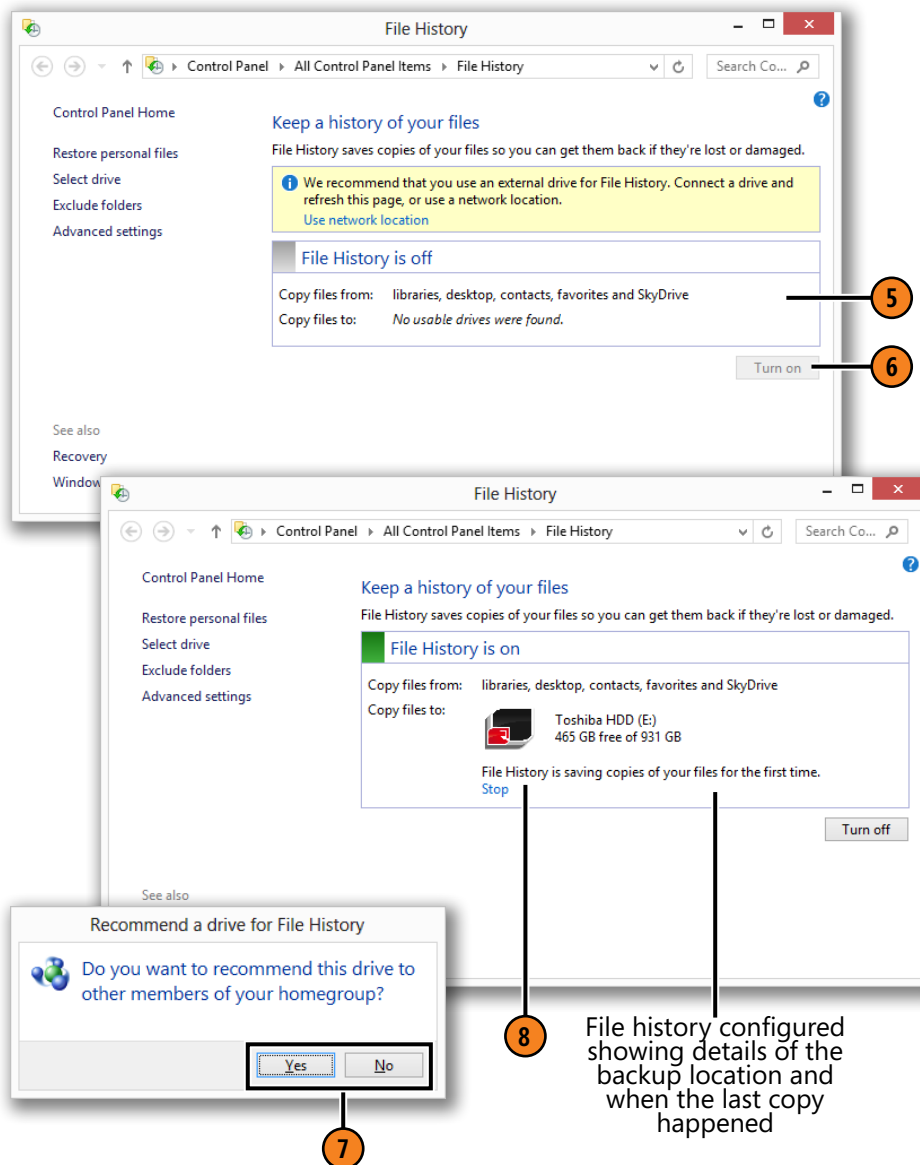 File History
Control Panel ▸ All Control Panel Items ▸ File History
Search Co...
Control Panel Home
Restore personal files
Select drive
Exclude folders
Advanced settings
Keep a history of your files
File History saves copies of your files so you can get them back if they're lost or damaged.
We recommend that you use an external drive for File History. Connect a drive and
refresh this page, or use a network location.
Use network location
File History is off
Copy files from: libraries, desktop, contacts, favorites and SkyDrive
Copy files to: No usable drives were found.
5
Turn on
6
See also
Recovery
Window
File History
Control Panel ▸ All Control Panel Items ▸ File History
Search Co...
Control Panel Home
Restore personal files
Select drive
Exclude folders
Advanced settings
Keep a history of your files
File History saves copies of your files so you can get them back if they're lost or damaged.
File History is on
Copy files from: libraries, desktop, contacts, favorites and SkyDrive
Copy files to:
Toshiba HDD (E:)
465 GB free of 931 GB
File History is saving copies of your files for the first time.
Stop
Turn off
See also
Recommend a drive for File History
Do you want to recommend this drive to
other members of your homegroup?
Yes
No
7
8
File history configured
showing details of the
backup location and
when the last copy
happened